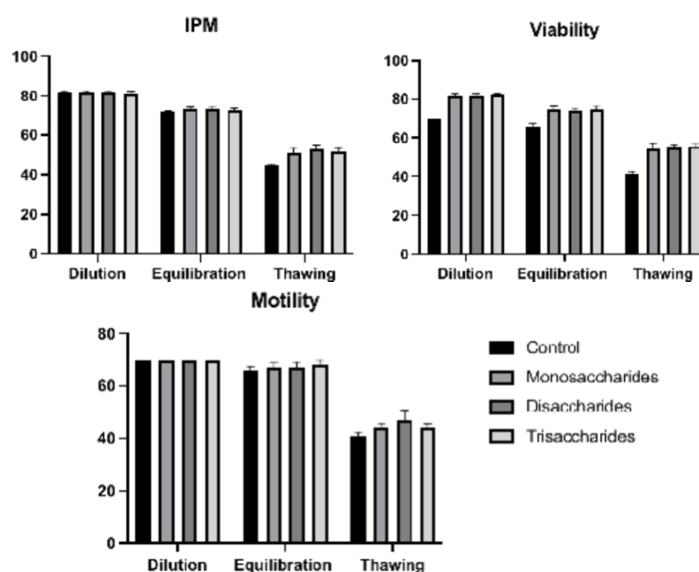 IPM
100
80
60
40
20
0
Dilution Equilibration Thawing
Viability
100
80
60
40
20
0
Dilution Equilibration Thawing
Motility
80
60
40
20
0
Dilution Equilibration Thawing
Control
Monosaccharides
Disaccharides
Trisaccharides